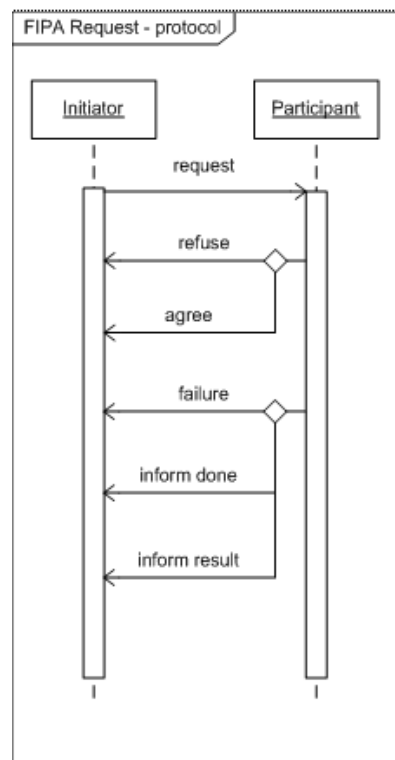 FIPA Request - protocol
Initiator
Participant
request
refuse
agree
failure
inform done
inform result